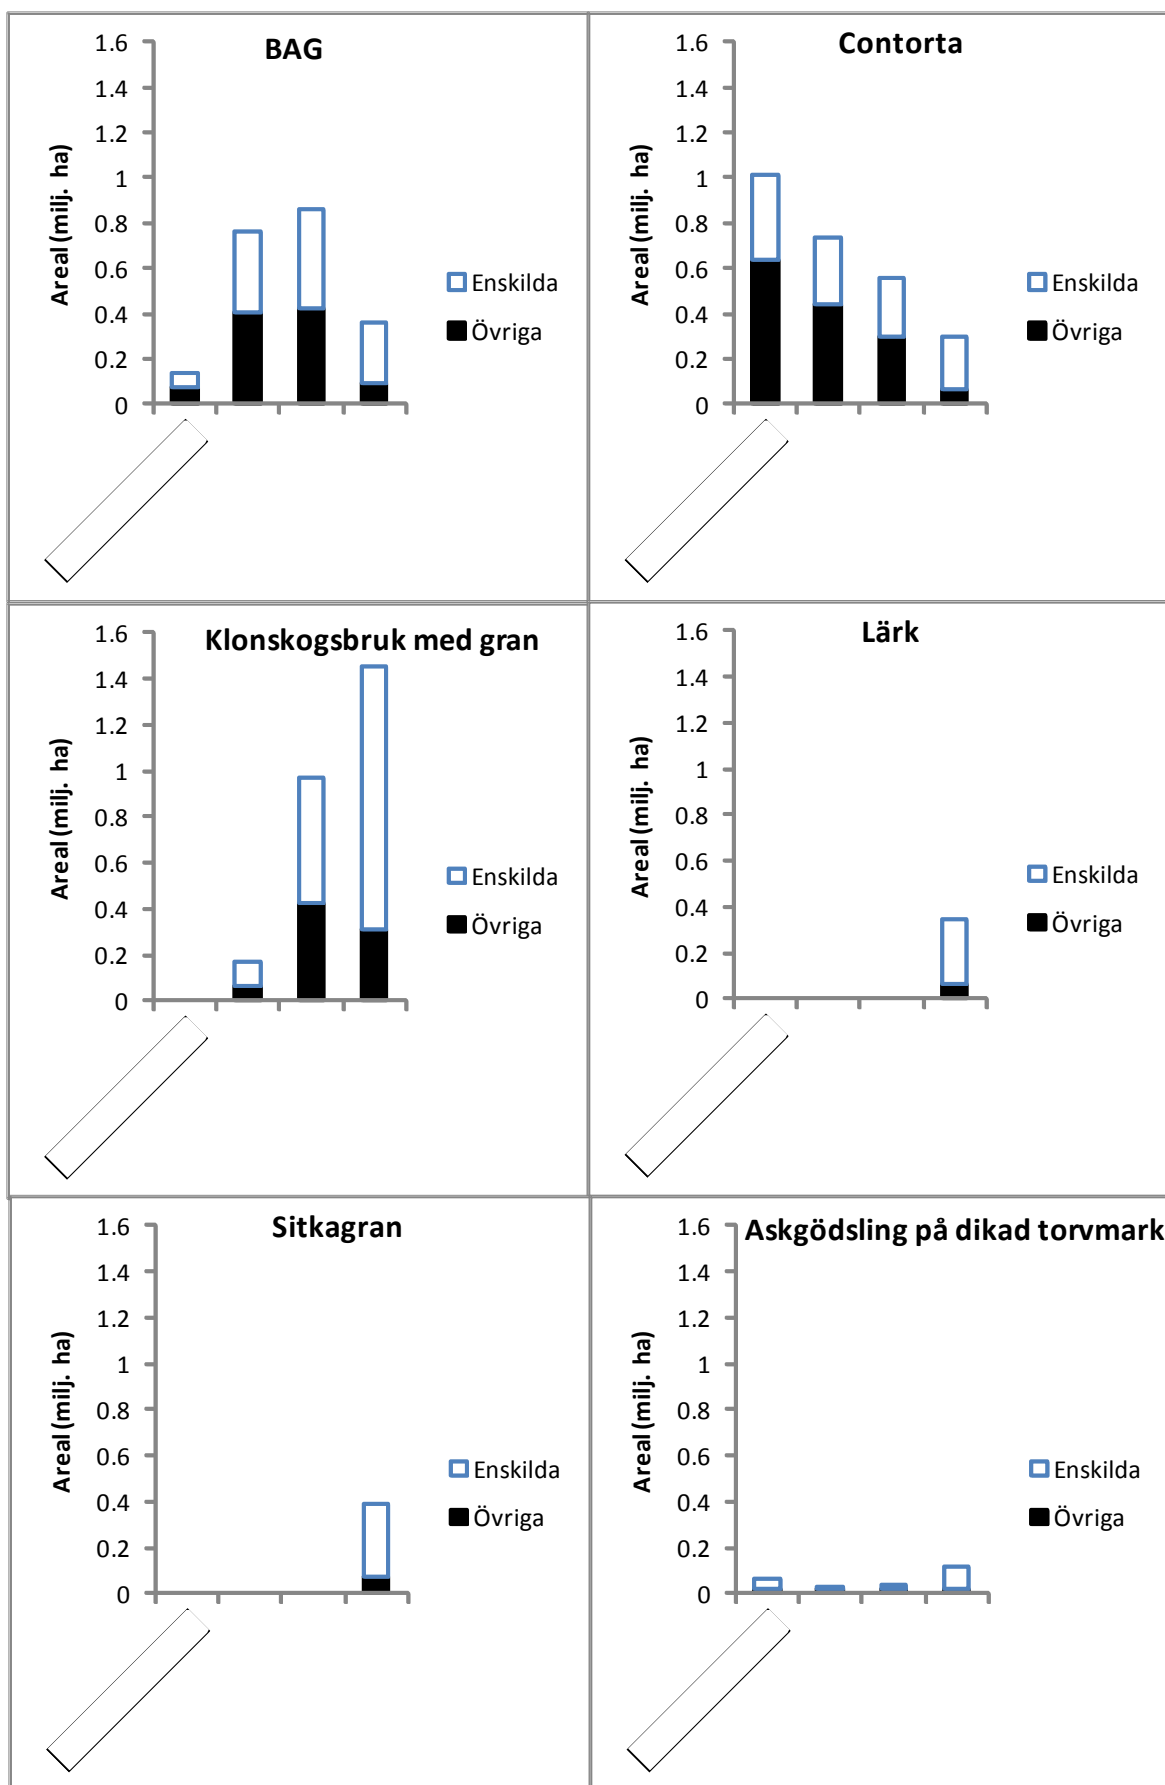 BAG
Areal (milj. ha)
1.6
1.4
1.2
1
0.8
0.6
0.4
0.2
0
Enskilda
Övriga
Contorta
Areal (milj. ha)
1.6
1.4
1.2
1
0.8
0.6
0.4
0.2
0
Enskilda
Övriga
Klonskogsbruk med gran
Areal (milj. ha)
1.6
1.4
1.2
1
0.8
0.6
0.4
0.2
0
Enskilda
Övriga
Lärk
Areal (milj. ha)
1.6
1.4
1.2
1
0.8
0.6
0.4
0.2
0
Enskilda
Övriga
Sitkagran
Areal (milj. ha)
1.6
1.4
1.2
1
0.8
0.6
0.4
0.2
0
Enskilda
Övriga
Askgödsling på dikad torvmark
Areal (milj. ha)
1.6
1.4
1.2
1
0.8
0.6
0.4
0.2
0
Enskilda
Övriga